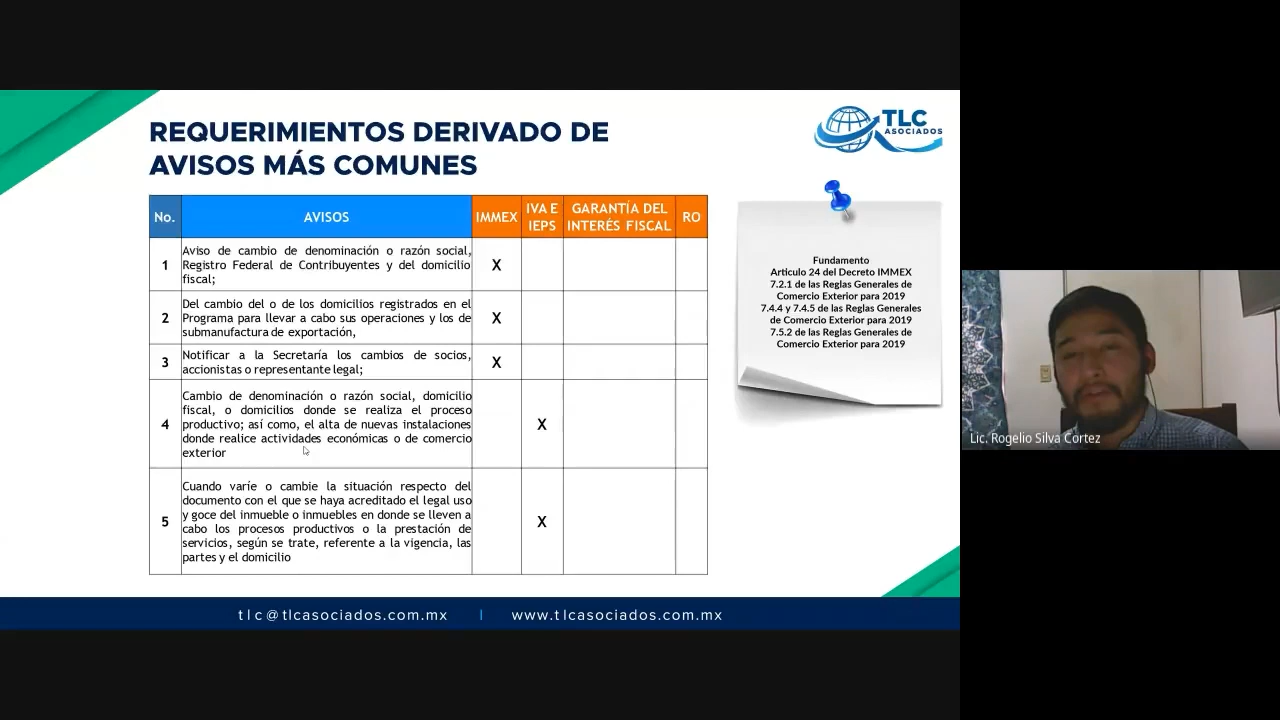 REQUERIMIENTOS DERIVADO DE
AVISOS MÁS COMUNES
TLC
ASOCIADOS
No.
AVISOS
IMMEX
IVA E
IEPS
GARANTÍA DEL
INTERÉS FISCAL
RO
1
Aviso de cambio de denominación o razón social,
Registro Federal de Contribuyentes y del domicilio
fiscal;
X
2
Del cambio del o de los domicilios registrados en el
Programa para llevar a cabo sus operaciones y los de
submanufactura de exportación,
X
3
Notificar a la Secretaría los cambios de socios,
accionistas o representante legal;
X
4
Cambio de denominación o razón social, domicilio
fiscal, o domicilios donde se realiza el proceso
productivo; así como, el alta de nuevas instalaciones
donde realice actividades económicas o de comercio
exterior
X
5
Cuando varíe o cambie la situación respecto del
documento con el que se haya acreditado el legal uso
y goce del inmueble o inmuebles en donde se lleven a
cabo los procesos productivos o la prestación de
servicios, según se trate, referente a la vigencia, las
partes y el domicilio
X
Fundamento
Articulo 24 del Decreto IMMEX
7.2.1 de las Reglas Generales de
Comercio Exterior para 2019
7.4.4 y 7.4.5 de las Reglas Generales
de Comercio Exterior para 2019
7.5.2 de las Reglas Generales de
Comercio Exterior para 2019
Lic. Rogelio Silva Cortez
tlc@tlcasociados.com.mx | www.tlcasociados.com.mx